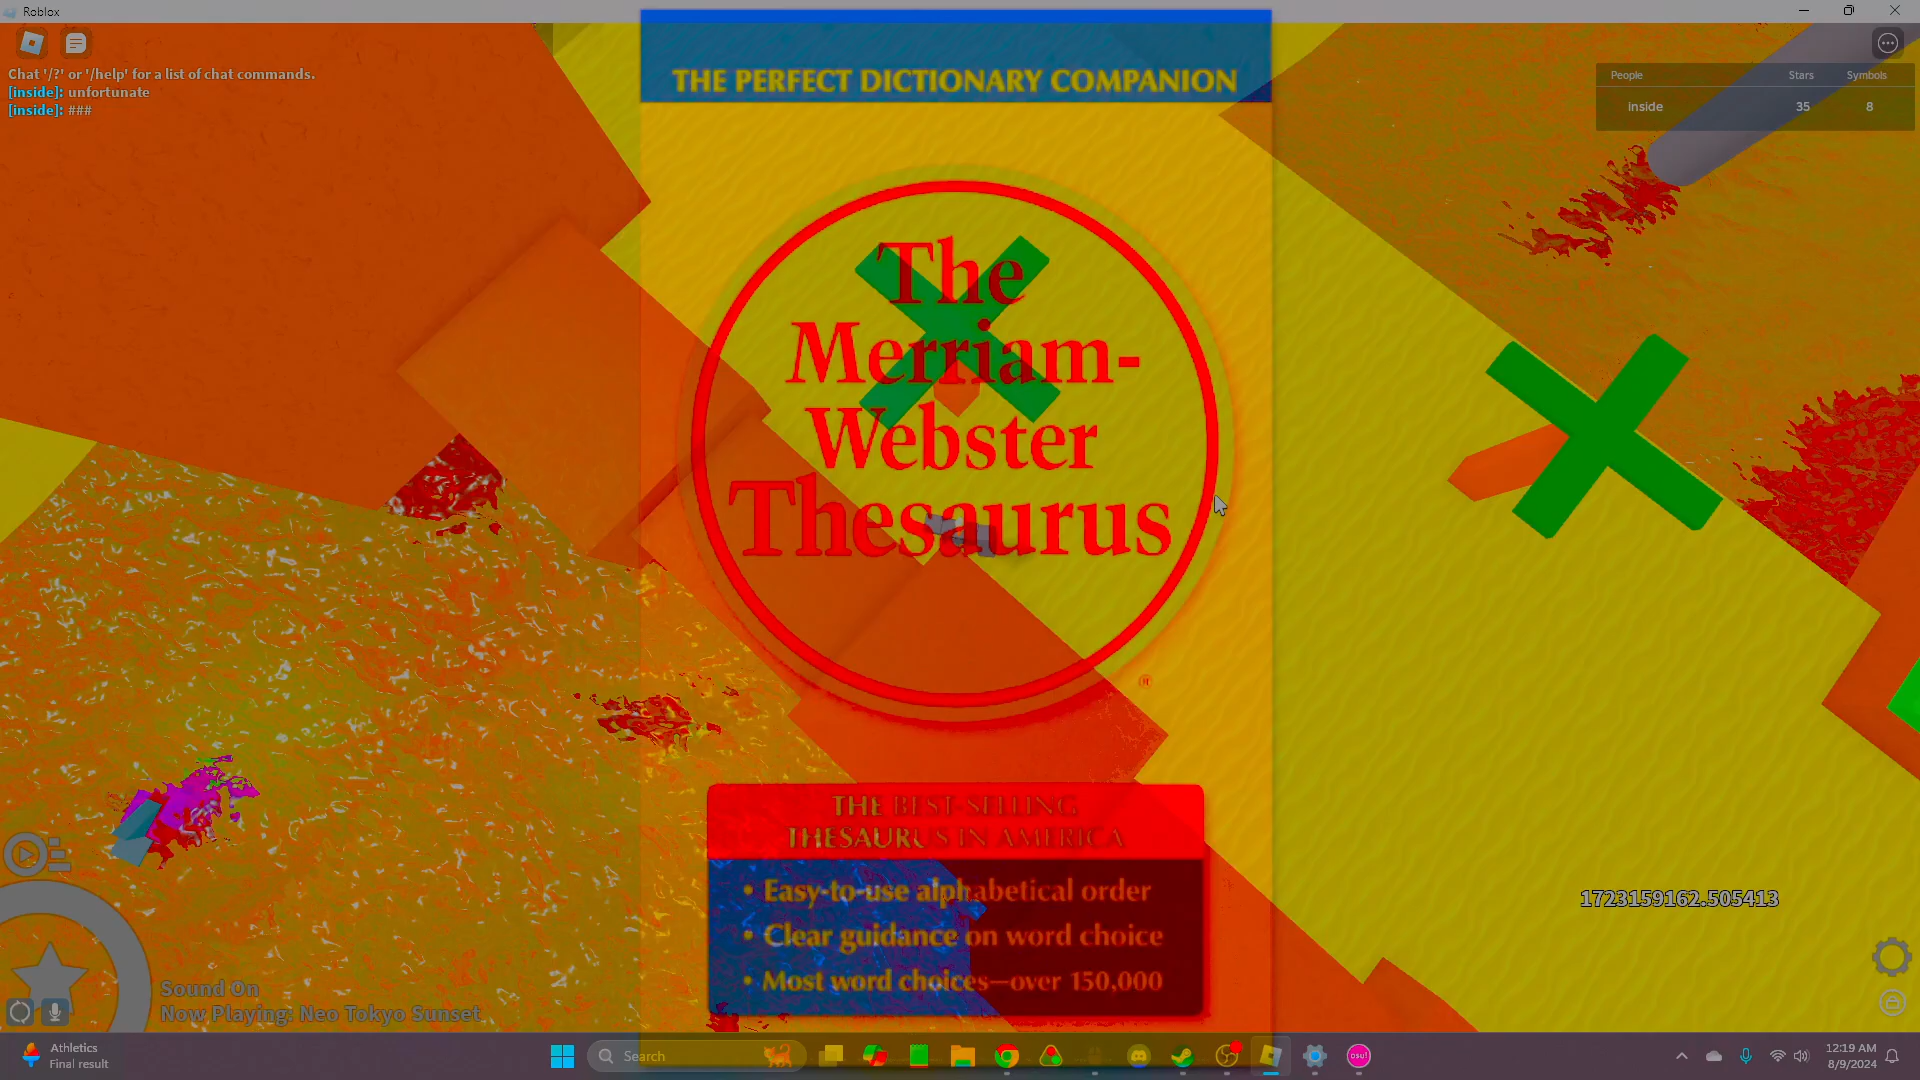 Roblox
Chat '/?' or '/help' for a list of chat commands.
[inside]: unfortunate
[inside]: ###
People Stars Symbols
inside 35 8
THE PERFECT DICTIONARY COMPANION
The
Merriam-
Webster
Thesaurus
THE BEST-SELLING
THESAURUS IN AMERICA
• Easy-to-use alphabetical order
• Clear guidance on word choice
• Most word choices—over 150,000
1723159162.505413
Sound On
Now Playing: Neo Tokyo Sunset
Athletics
Final result
Search
osu!
12:19 AM
8/9/2024